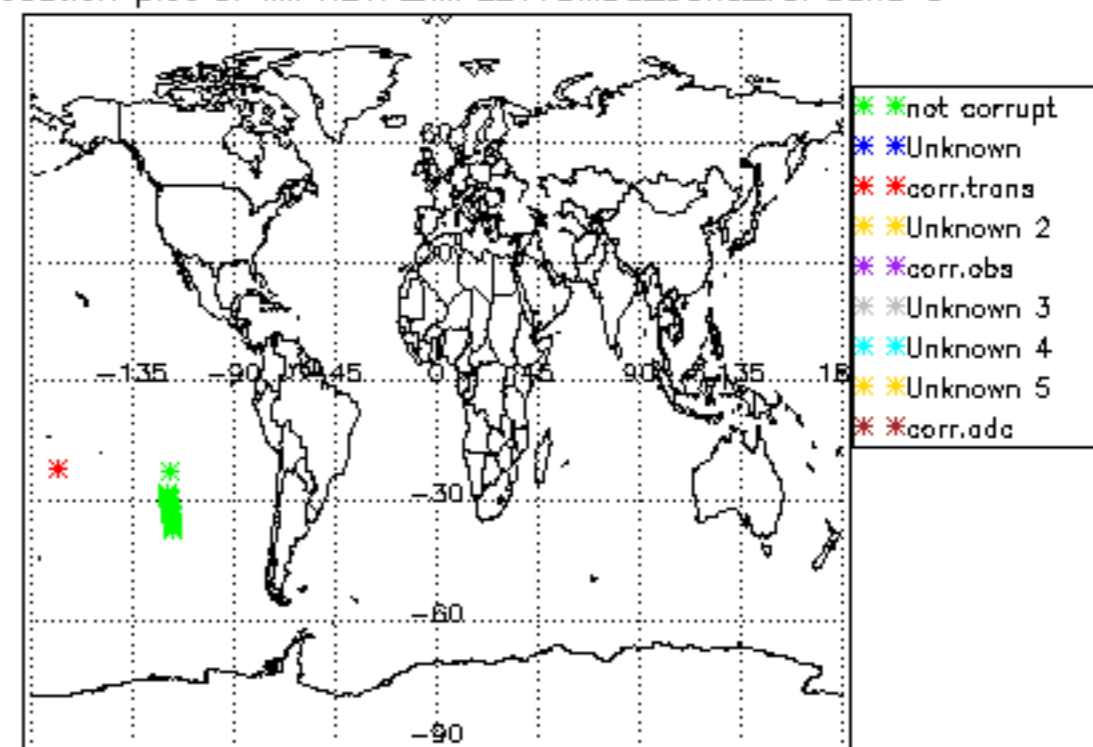 60
-135 -90 45 0 45 90 135
-30
-60
-90
not corrupt
Unknown
corr.trans
Unknown 2
corr.obs
Unknown 3
Unknown 4
Unknown 5
corr.adc